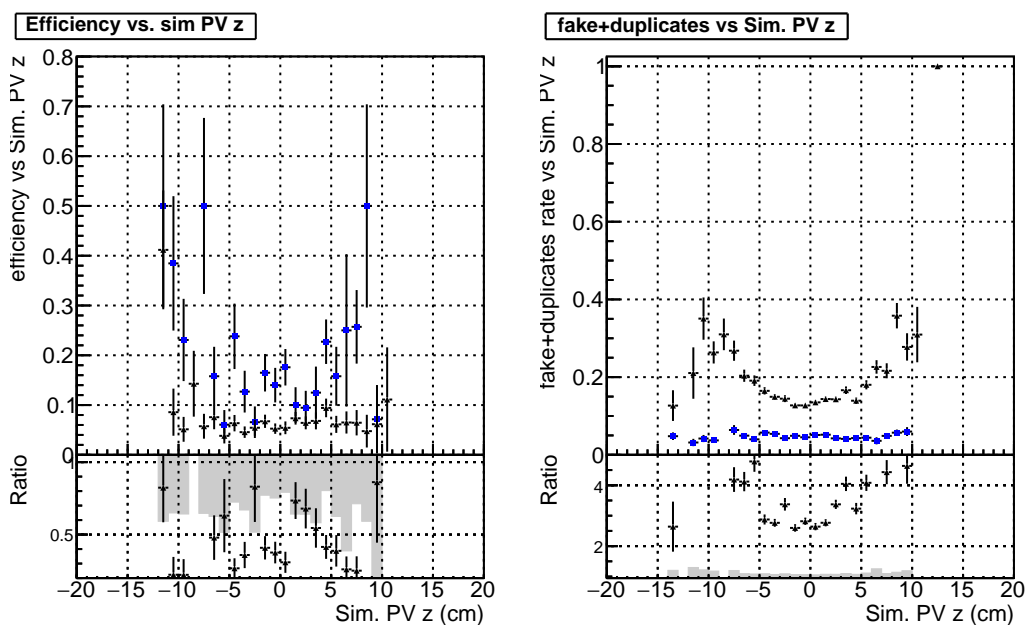 Efficiency vs. sim PV z
efficiency vs Sim. PV z
0.8
0.7
0.6
0.5
0.4
0.3
0.2
0.1
0
Ratio
1
0.5
−20 −15 −10 −5 0 5 10 15 20
Sim. PV z (cm)
fake+duplicates vs Sim. PV z
fake+duplicates rate vs Sim. PV z
1
0.8
0.6
0.4
0.2
0
Ratio
4
2
−20 −15 −10 −5 0 5 10 15 20
Sim. PV z (cm)